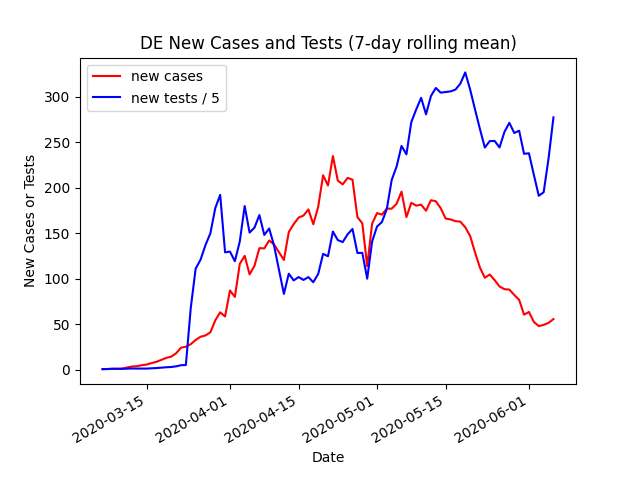 DE New Cases and Tests (7-day rolling mean)
new cases
new tests / 5
New Cases or Tests
300
250
200
150
100
50
0
2020-03-15
2020-04-01
2020-04-15
2020-05-01
2020-05-15
2020-06-01
Date